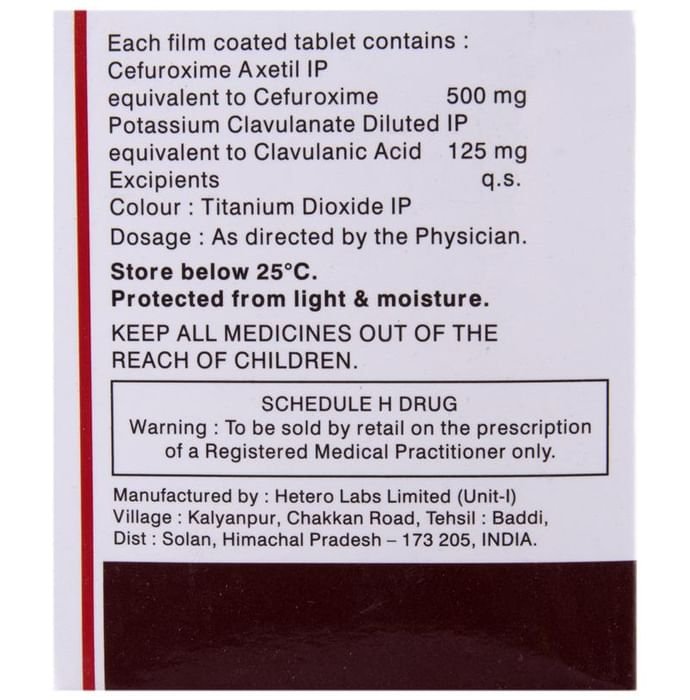 Each film coated tablet contains :
Cefuroxime Axetil IP
equivalent to Cefuroxime 500 mg
Potassium Clavulanate Diluted IP
equivalent to Clavulanic Acid 125 mg
Excipients q.s.
Colour : Titanium Dioxide IP
Dosage : As directed by the Physician.
Store below 25°C.
Protected from light & moisture.
KEEP ALL MEDICINES OUT OF THE
REACH OF CHILDREN.
SCHEDULE H DRUG
Warning : To be sold by retail on the prescription
of a Registered Medical Practitioner only.
Manufactured by : Hetero Labs Limited (Unit-I)
Village : Kalyanpur, Chakkan Road, Tehsil : Baddi,
Dist : Solan, Himachal Pradesh – 173 205, INDIA.